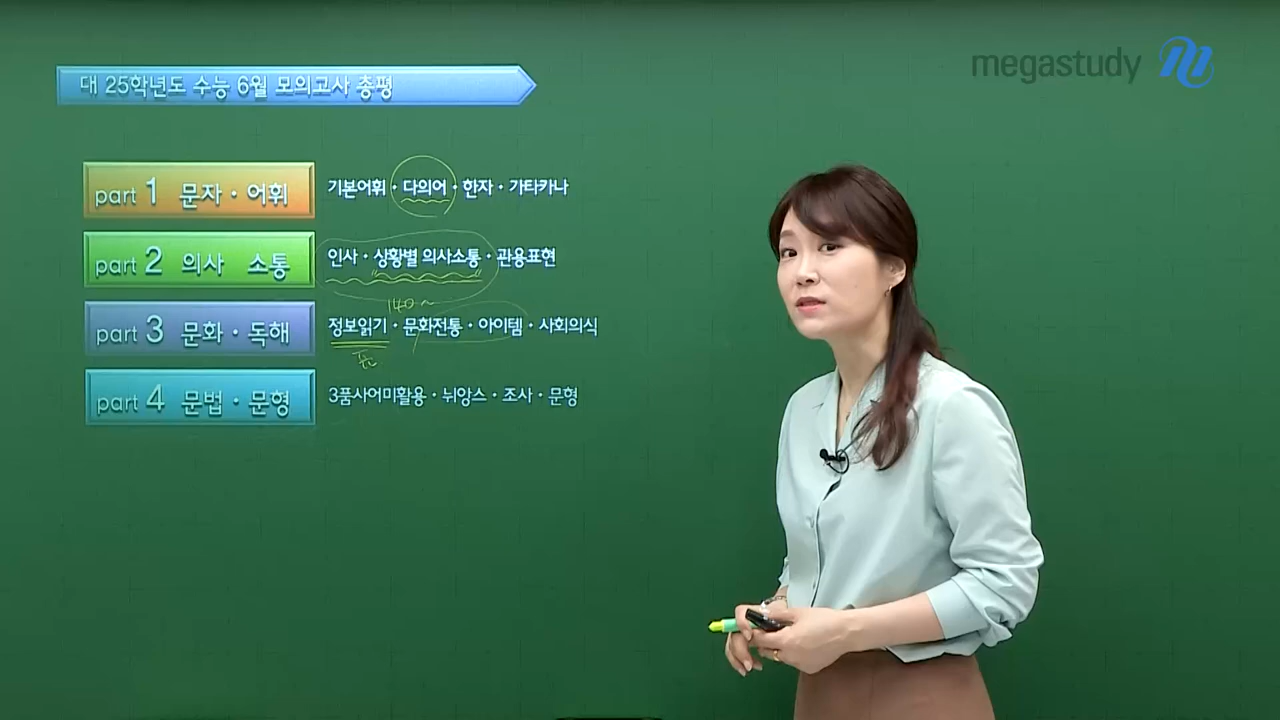 megastudy
대 25학년도 수능 6월 모의고사 총평
part 1 문자·어휘 기본어휘·다의어·한자·가타카나
part 2 의사 소통 인사·상황별 의사소통·관용표현
part 3 문화·독해 정보읽기·문화전통·아이템·사회의식
part 4 문법·문형 3품사어미활용·뉘앙스·조사·문형